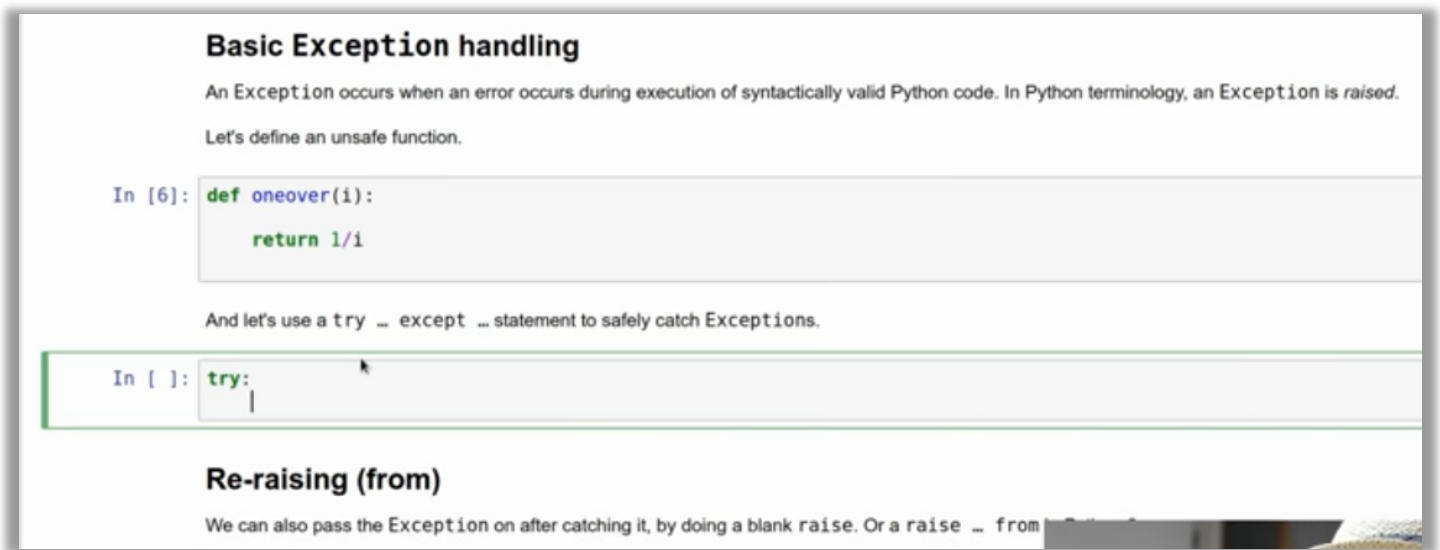 Basic Exception handling
An Exception occurs when an error occurs during execution of syntactically valid Python code. In Python terminology, an Exception is raised.
Let's define an unsafe function.
In [6]: def oneover(i):
return 1/i
And let's use a try … except … statement to safely catch Exceptions.
In [ ]: try:
Re-raising (from)
We can also pass the Exception on after catching it, by doing a blank raise. Or a raise … from